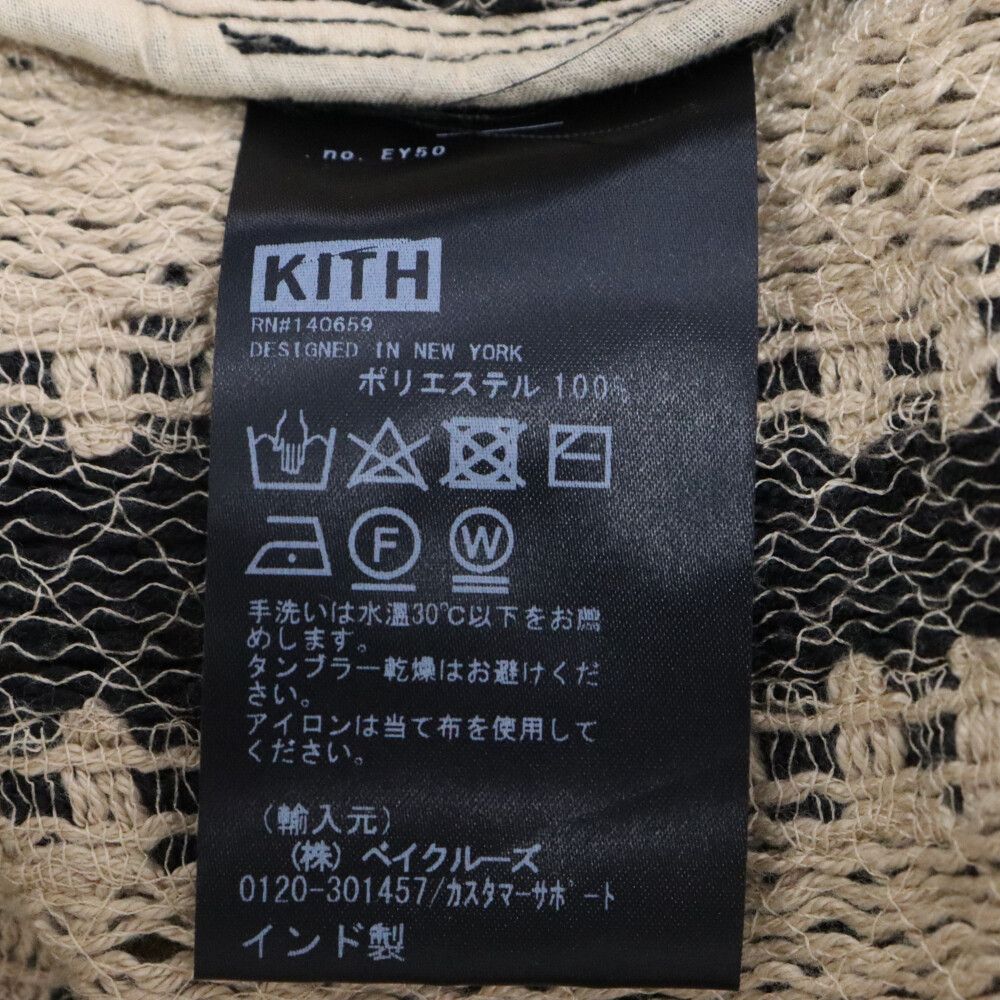 no. EY50
KITH
RN#140659
DESIGNED IN NEW YORK
ポリエステル 100%
F
W
手洗いは水温30℃以下をお薦
めします。
タンブラー乾燥はお避けくだ
さい。
アイロンは当て布を使用して
ください。
(輸入元)
(株) ベイクルーズ
0120-301457/カスタマーサポート
インド製